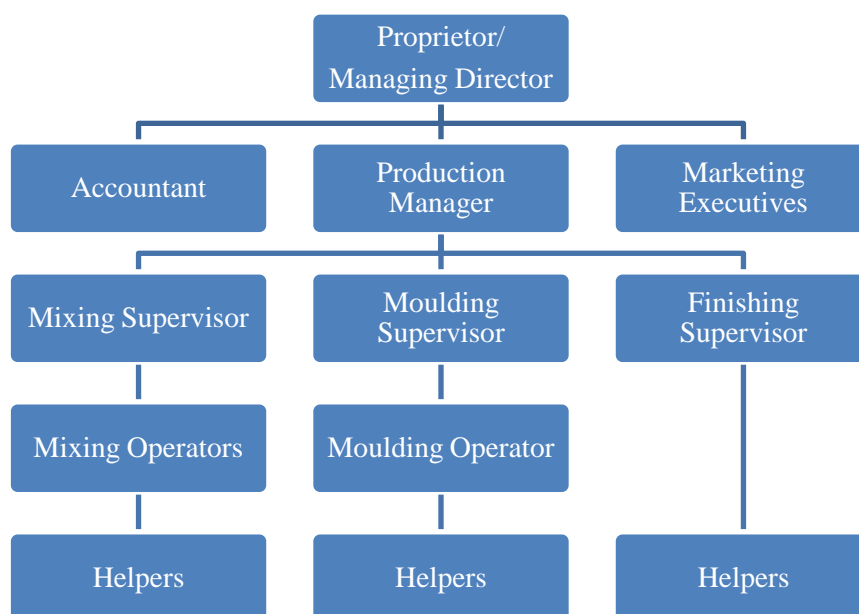 Proprietor/
Managing Director
Accountant
Production
Manager
Marketing
Executives
Mixing Supervisor
Moulding
Supervisor
Finishing
Supervisor
Mixing Operators
Moulding Operator
Helpers
Helpers
Helpers